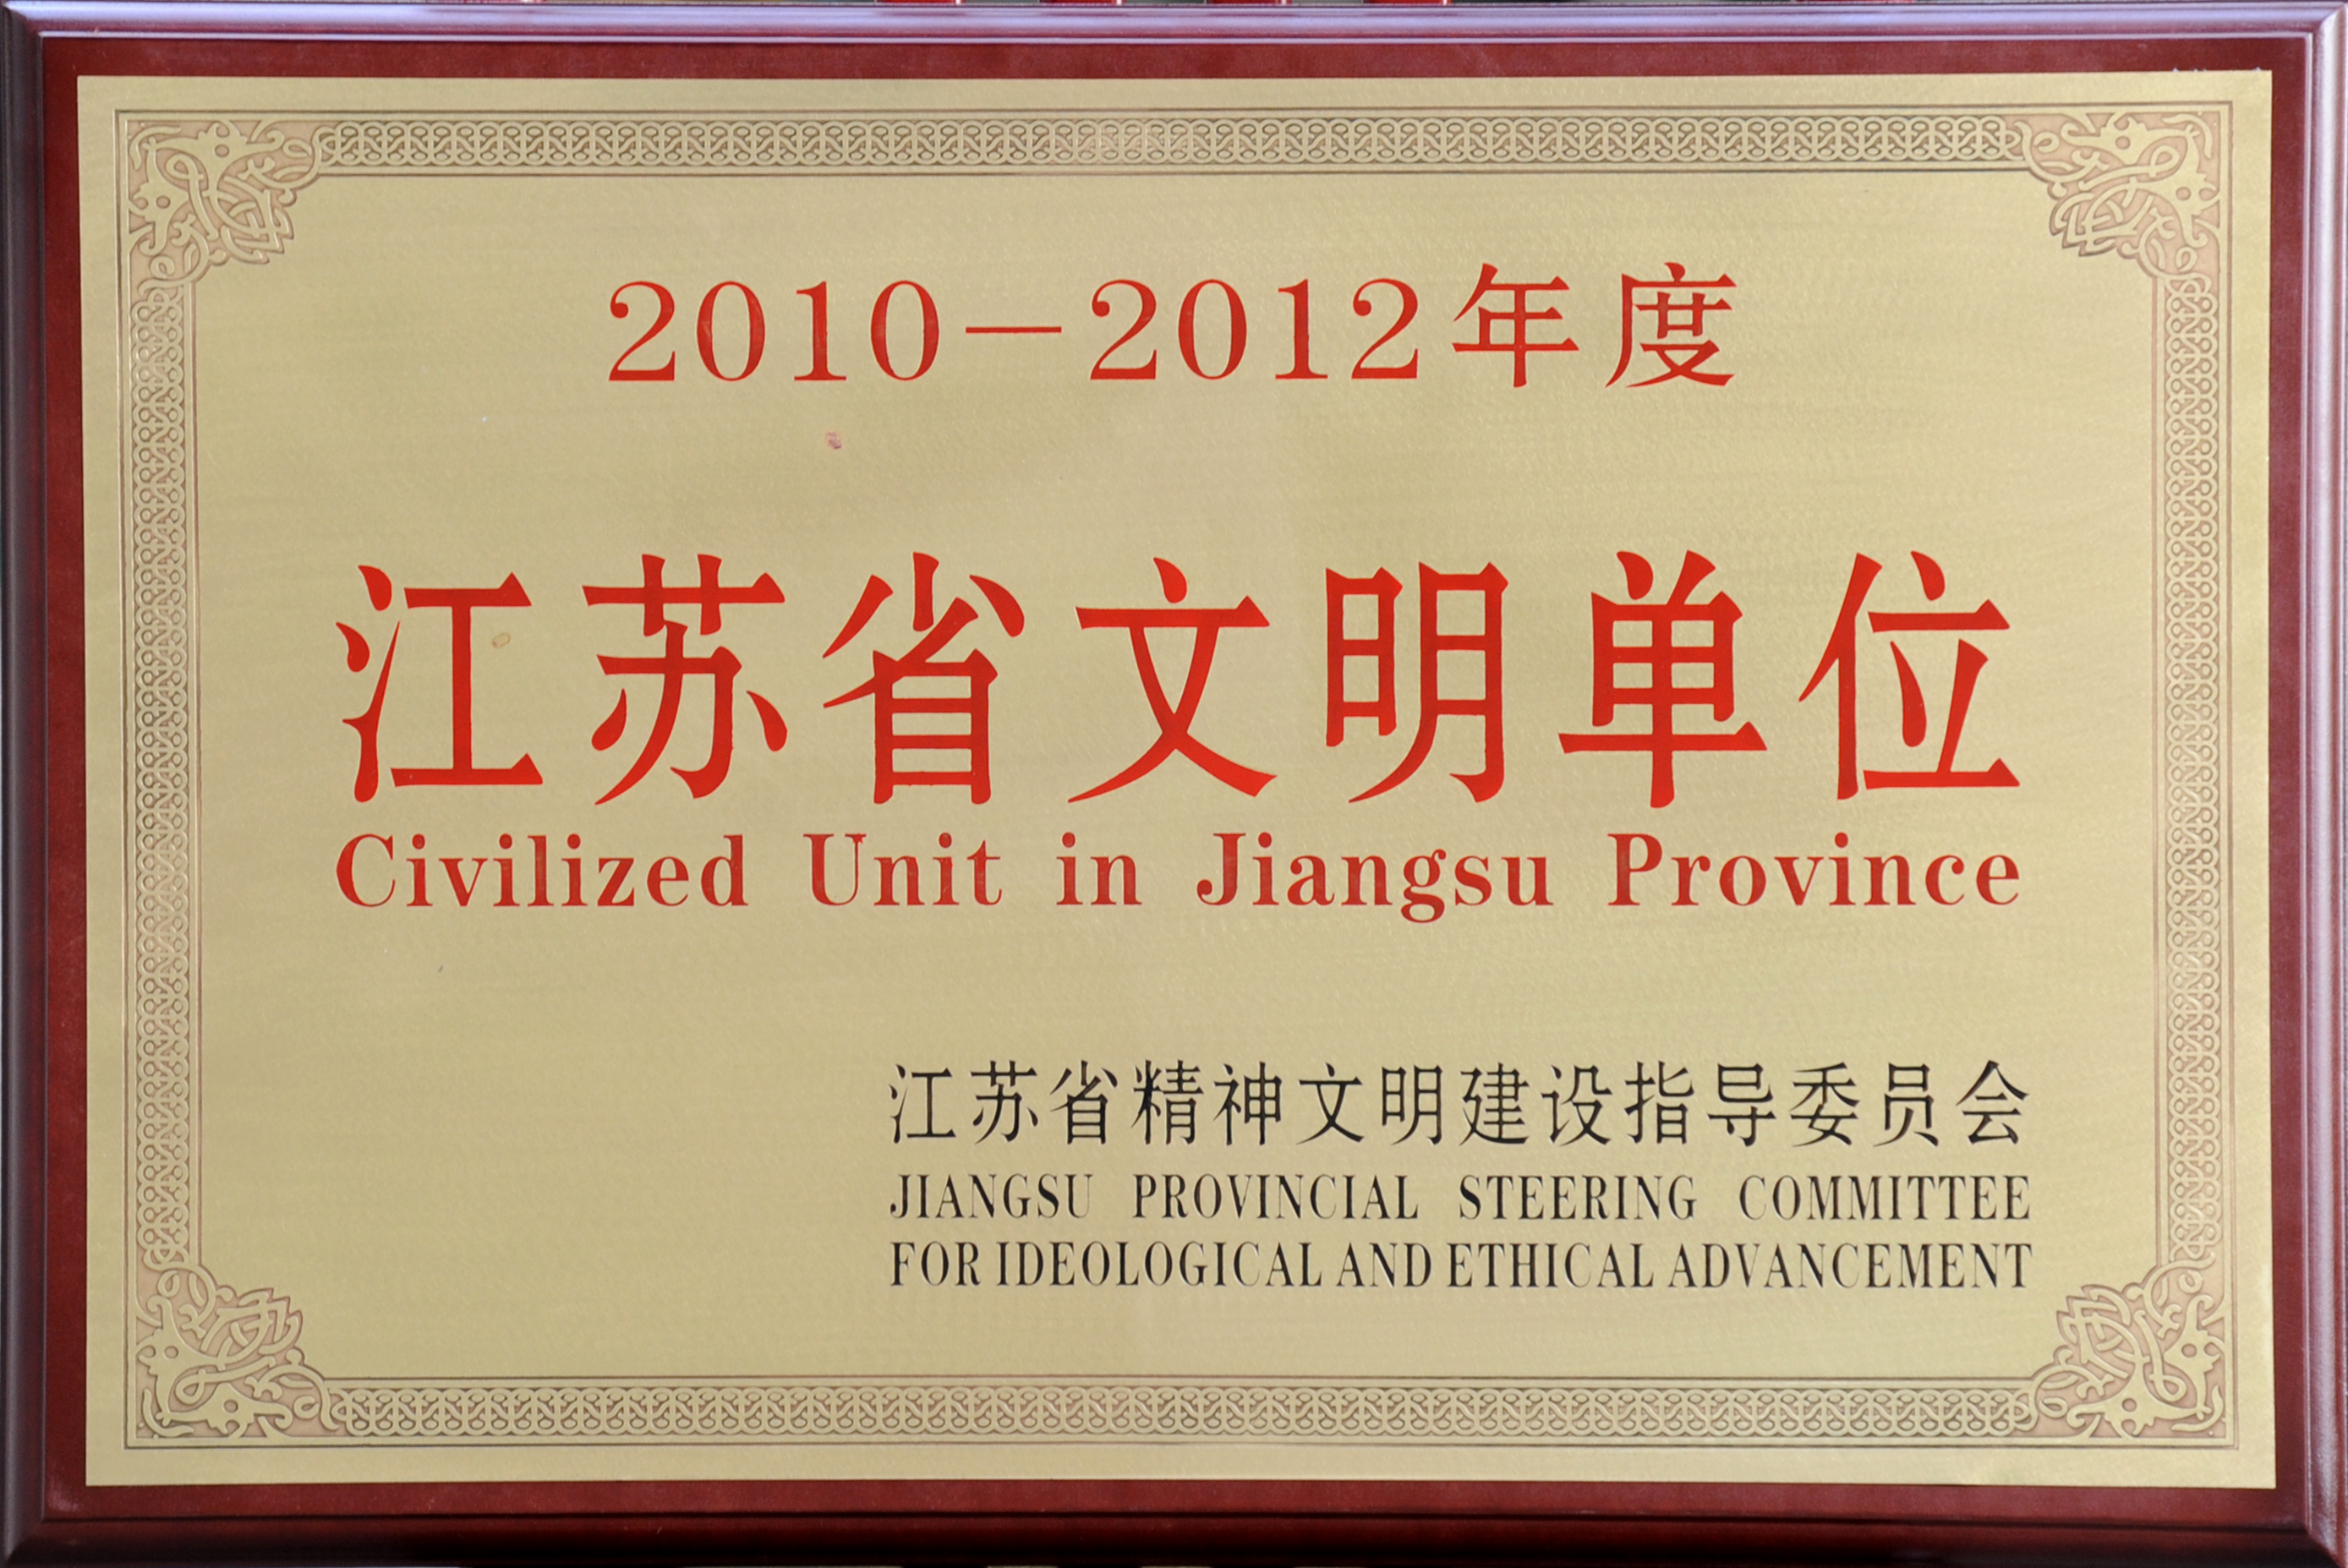 2010-2012年度
江苏省文明单位
Civilized Unit in Jiangsu Province
江苏省精神文明建设指导委员会
JIANGSU PROVINCIAL STEERING COMMITTEE
FOR IDEOLOGICAL AND ETHICAL ADVANCEMENT